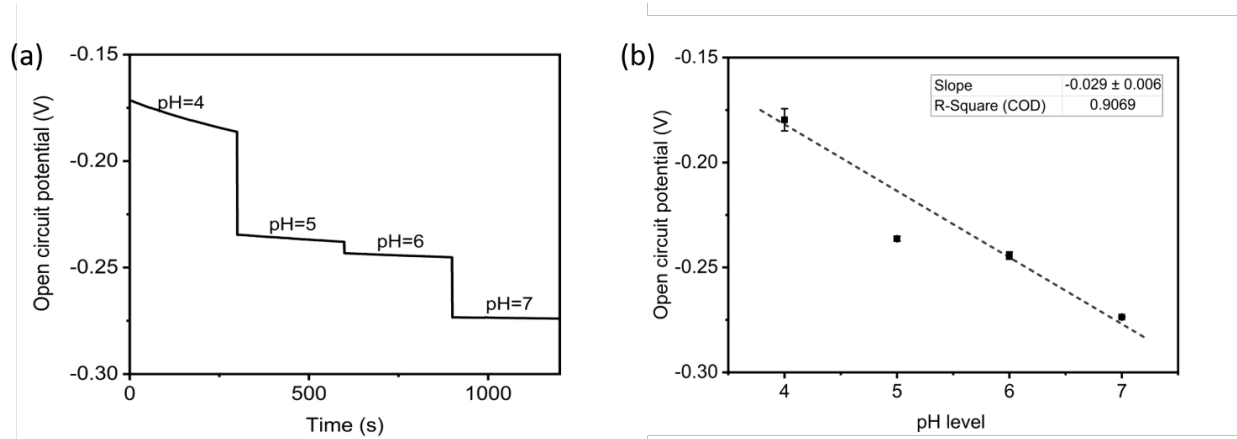 (a)
Open circuit potential (V)
-0.15
-0.20
-0.25
-0.30
pH=4
pH=5
pH=6
pH=7
0
500
1000
Time (s)
(b)
Open circuit potential (V)
-0.15
-0.20
-0.25
-0.30
Slope -0.029 ± 0.006
R-Square (COD) 0.9069
4
5
6
7
pH level